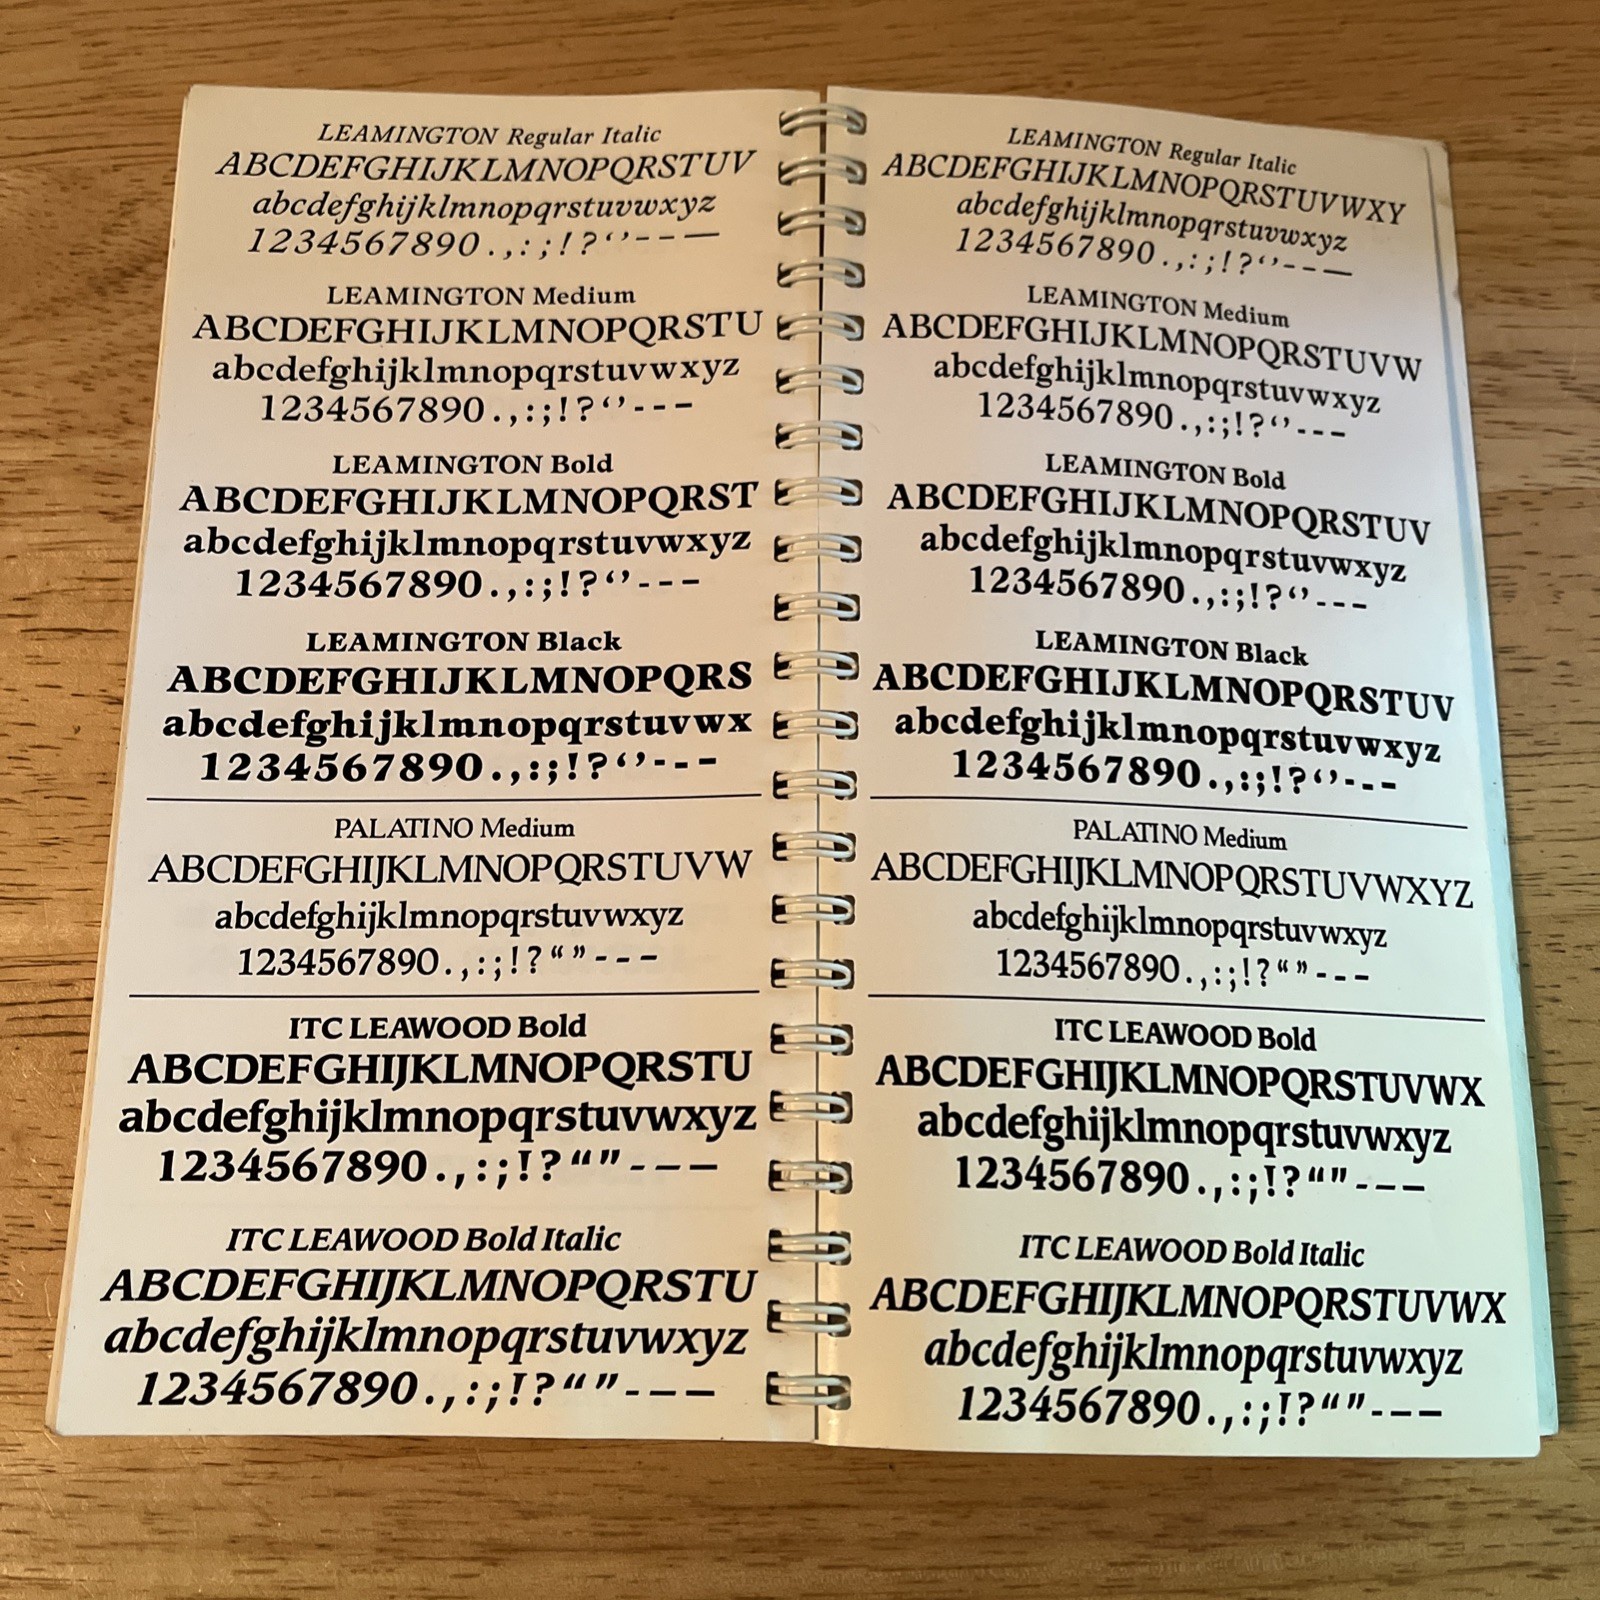 LEAMINGTON Regular Italic
ABCDEFGHIJKLMNOPQRSTUV
abcdefghijklmnopqrstuvwxyz
1234567890.,:;!?‘’--—
LEAMINGTON Medium
ABCDEFGHIJKLMNOPQRSTU
abcdefghijklmnopqrstuvwxyz
1234567890.,:;!?‘’---
LEAMINGTON Bold
ABCDEFGHIJKLMNOPQRST
abcdefghijklmnopqrstuvwxyz
1234567890.,:;!?‘’---
LEAMINGTON Black
ABCDEFGHIJKLMNOPQRS
abcdefghijklmnopqrstuvwx
1234567890.,:;!?‘’---
PALATINO Medium
ABCDEFGHIJKLMNOPQRSTUVW
abcdefghijklmnopqrstuvwxyz
1234567890.,:;!?“”---
ITC LEAWOOD Bold
ABCDEFGHIJKLMNOPQRSTU
abcdefghijklmnopqrstuvwxyz
1234567890.,:;!?“”-–—
ITC LEAWOOD Bold Italic
ABCDEFGHIJKLMNOPQRSTU
abcdefghijklmnopqrstuvwxyz
1234567890.,:;!?“”-–—
LEAMINGTON Regular Italic
ABCDEFGHIJKLMNOPQRSTUVWXY
abcdefghijklmnopqrstuvwxyz
1234567890.,:;!?‘’--—
LEAMINGTON Medium
ABCDEFGHIJKLMNOPQRSTUVW
abcdefghijklmnopqrstuvwxyz
1234567890.,:;!?‘’---
LEAMINGTON Bold
ABCDEFGHIJKLMNOPQRSTUV
abcdefghijklmnopqrstuvwxyz
1234567890.,:;!?‘’---
LEAMINGTON Black
ABCDEFGHIJKLMNOPQRSTUV
abcdefghijklmnopqrstuvwxyz
1234567890.,:;!?‘’---
PALATINO Medium
ABCDEFGHIJKLMNOPQRSTUVWXYZ
abcdefghijklmnopqrstuvwxyz
1234567890.,:;!?“”---
ITC LEAWOOD Bold
ABCDEFGHIJKLMNOPQRSTUVWX
abcdefghijklmnopqrstuvwxyz
1234567890.,:;!?“”-–—
ITC LEAWOOD Bold Italic
ABCDEFGHIJKLMNOPQRSTUVWX
abcdefghijklmnopqrstuvwxyz
1234567890.,:;!?“”-–—